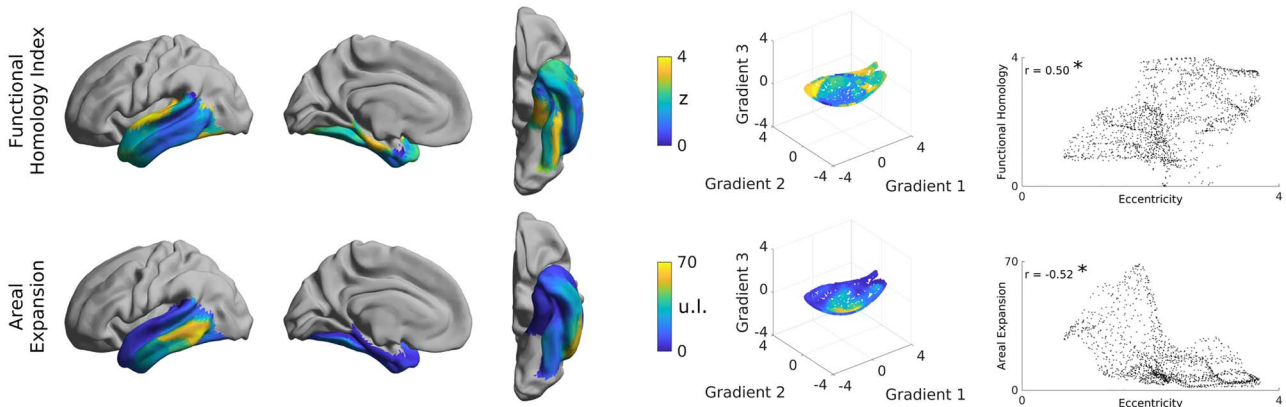 Functional
Homology Index
4
z
0
Gradient 3
4
0
-4
4
0
-4
Gradient 2
-4
0
4
Gradient 1
Functional Homology
4
r = 0.50 *
0
0
4
Eccentricity
Areal
Expansion
70
u.l.
0
Gradient 3
4
0
-4
4
0
-4
Gradient 2
-4
0
4
Gradient 1
Areal Expansion
70
r = -0.52 *
0
0
4
Eccentricity